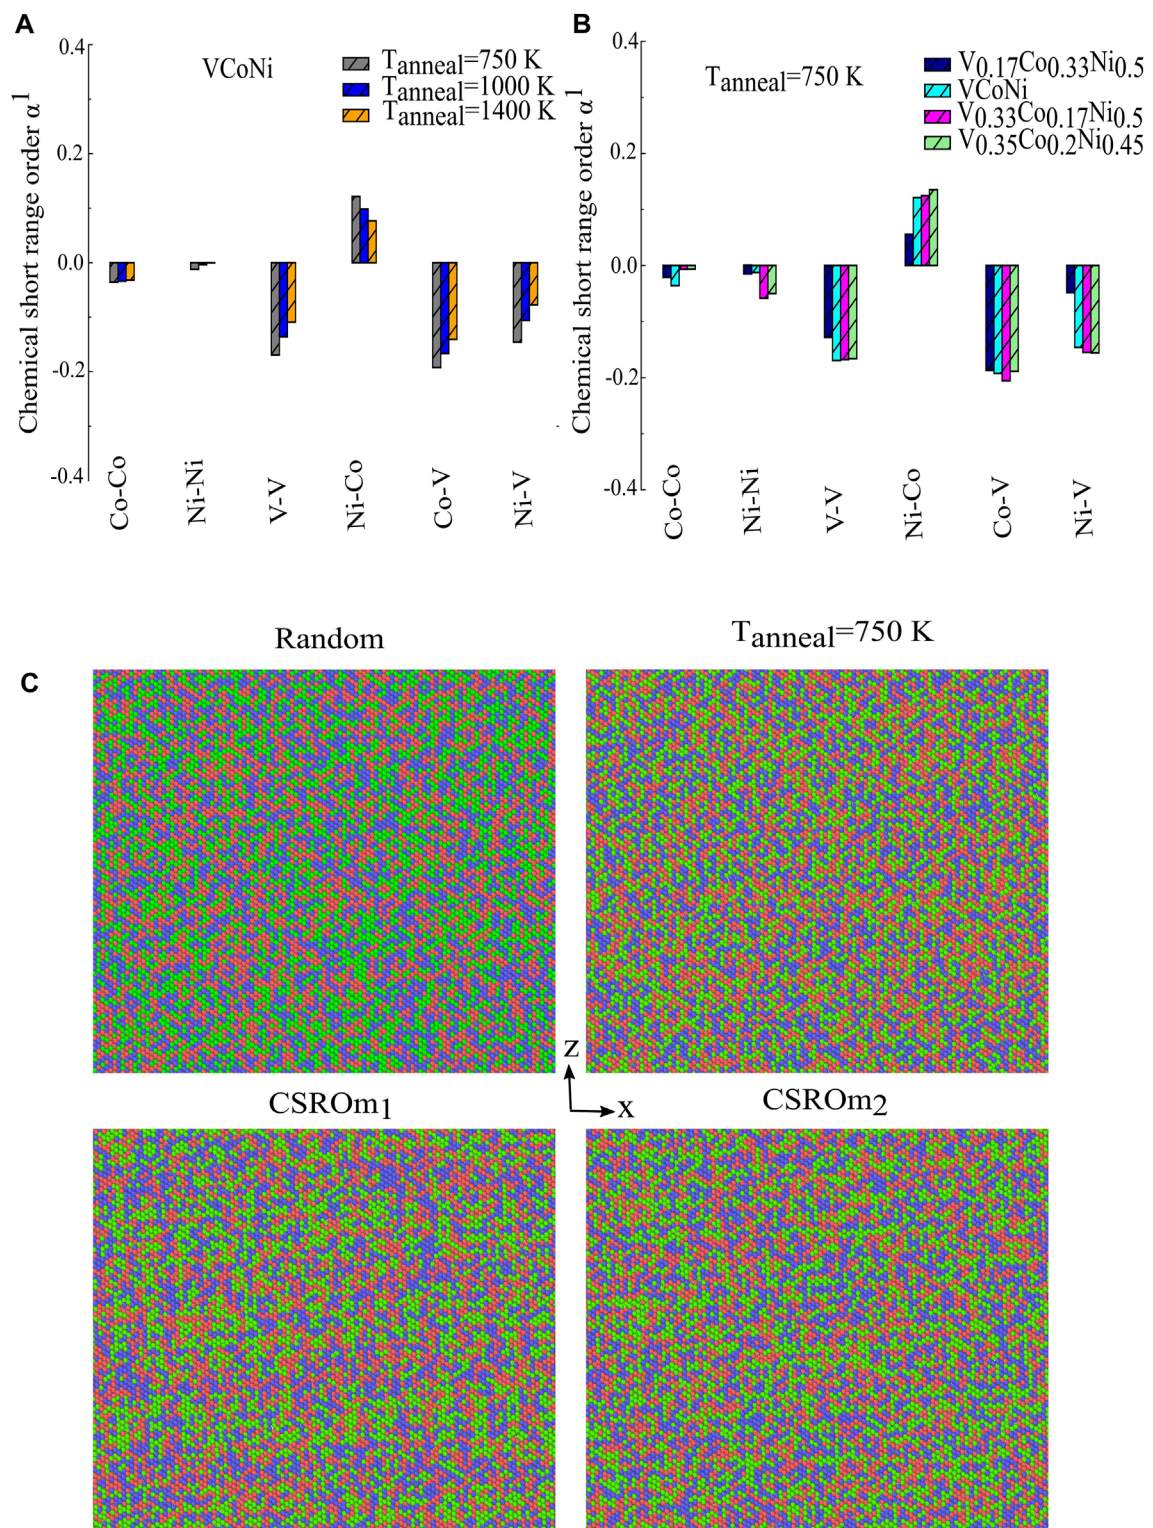 A
B
0.4
0.2
0.0
-0.2
-0.4
Chemical short range order α1
VCoNi
Tanneal=750 K
Tanneal=1000 K
Tanneal=1400 K
Co-Co
Ni-Ni
V-V
Ni-Co
Co-V
Ni-V
0.4
0.2
0.0
-0.2
-0.4
Chemical short range order α1
Tanneal=750 K
V0.17Co0.33Ni0.5
VCoNi
V0.33Co0.17Ni0.5
V0.35Co0.2Ni0.45
Co-Co
Ni-Ni
V-V
Ni-Co
Co-V
Ni-V
C
Random
Tanneal=750 K
Z
X
CSROm1
CSROm2